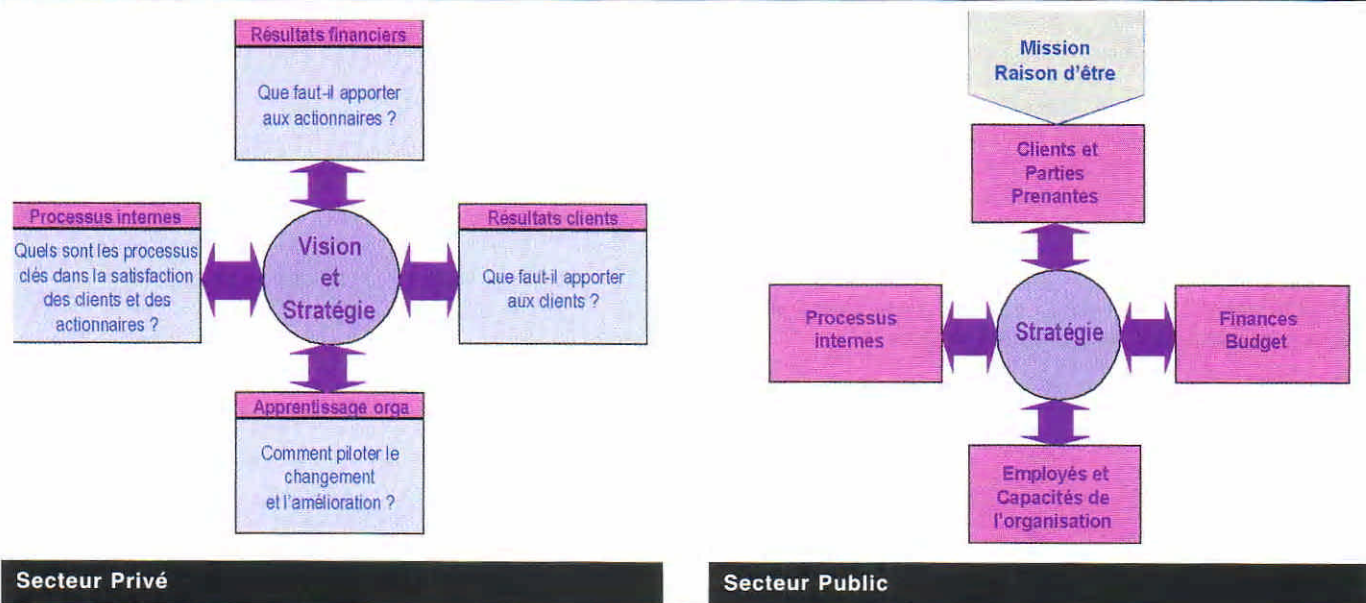 Résultats financiers
Que faut-il apporter
aux actionnaires ?
Processus internes
Quels sont les processus
clés dans la satisfaction
des clients et des
actionnaires ?
Vision
et
Stratégie
Résultats clients
Que faut-il apporter
aux clients ?
Apprentissage orga
Comment piloter le
changement
et l'amélioration ?
Secteur Privé
Mission
Raison d'être
Clients et
Parties
Prenantes
Processus
internes
Stratégie
Finances
Budget
Employés et
Capacités de
l'organisation
Secteur Public